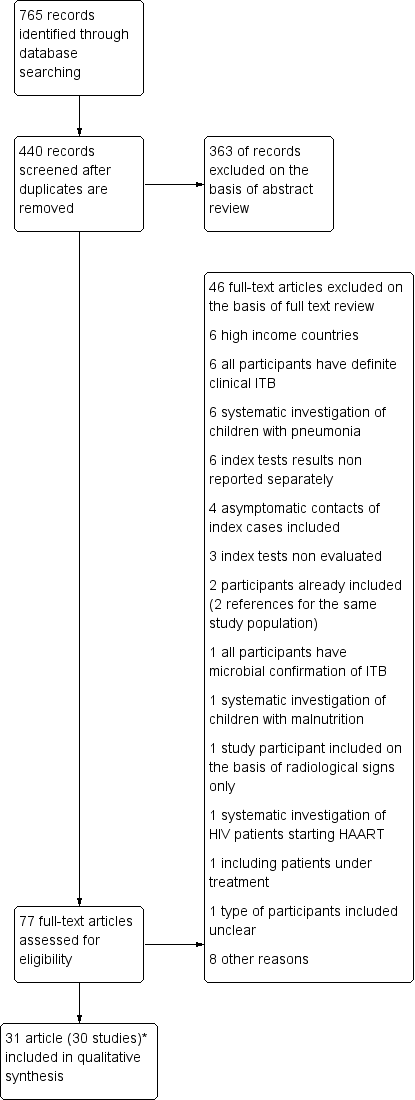 765 records
identified through
database
searching
440 records
screened after
duplicates are
removed
363 of records
excluded on the
basis of abstract
review
46 full-text articles excluded on
the basis of full text review
6 high income countries
6 all participants have definite
clinical ITB
6 systematic investigation of
children with pneumonia
6 index tests results non
reported separately
4 asymptomatic contacts of
index cases included
3 index tests non evaluated
2 participants already included
(2 references for the same
study population)
1 all participants have
microbial confirmation of ITB
1 systematic investigation of
children with malnutrition
1 study participant included on
the basis of radiological signs
only
1 systematic investigation of
HIV patients starting HAART
1 including patients under
treatment
1 type of participants included
unclear
8 other reasons
77 full-text articles
assessed for
eligibility
31 article (30 studies)*
included in qualitative
synthesis